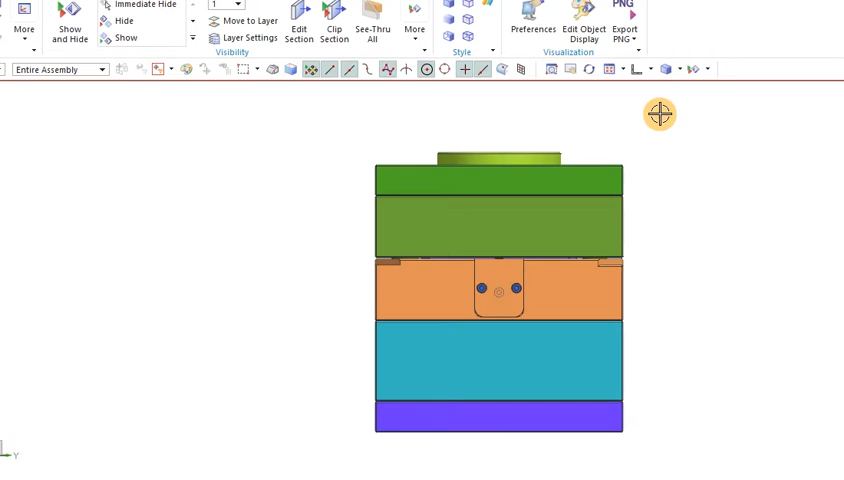 Immediate Hide
1
PNG
More
Show
and Hide
Hide
Show
Move to Layer
Layer Settings
Edit
Section
Clip
Section
See-Thru
All
More
Preferences
Edit Object
Display
Export
PNG
Visibility
Style
Visualization
Entire Assembly
Y